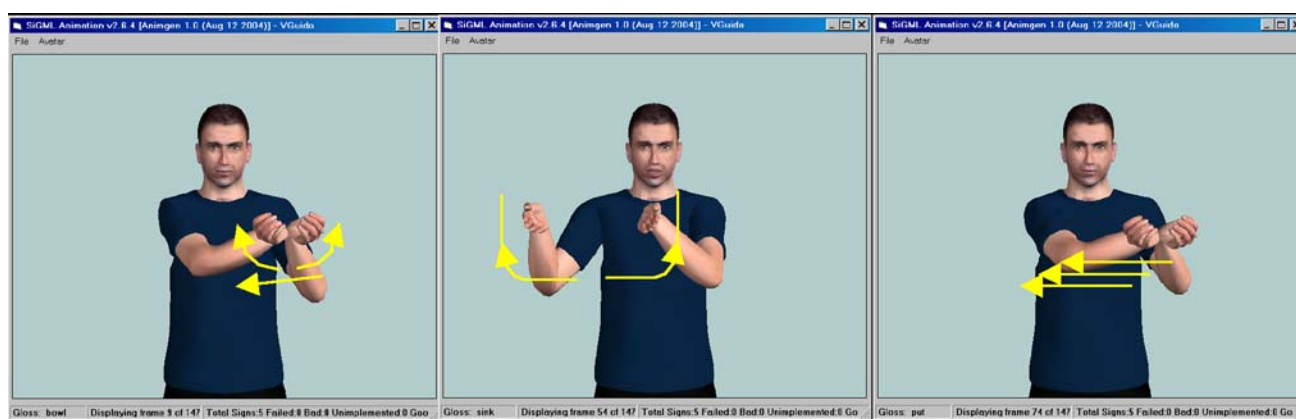 SiGML Animation v2.6.4 [Animgen 1.0 (Aug 12 2004)] - VGuido
File Avatar
Gloss: bowl Displaying frame 9 of 147 Total Signs:5 Failed:0 Bad:0 Unimplemented:0 Goo
SiGML Animation v2.6.4 [Animgen 1.0 (Aug 12 2004)] - VGuido
File Avatar
Gloss: sink Displaying frame 54 of 147 Total Signs:5 Failed:0 Bad:0 Unimplemented:0 Go
SiGML Animation v2.6.4 [Animgen 1.0 (Aug 12 2004)] - VGuido
File Avatar
Gloss: put Displaying frame 74 of 147 Total Signs:5 Failed:0 Bad:0 Unimplemented:0 Go